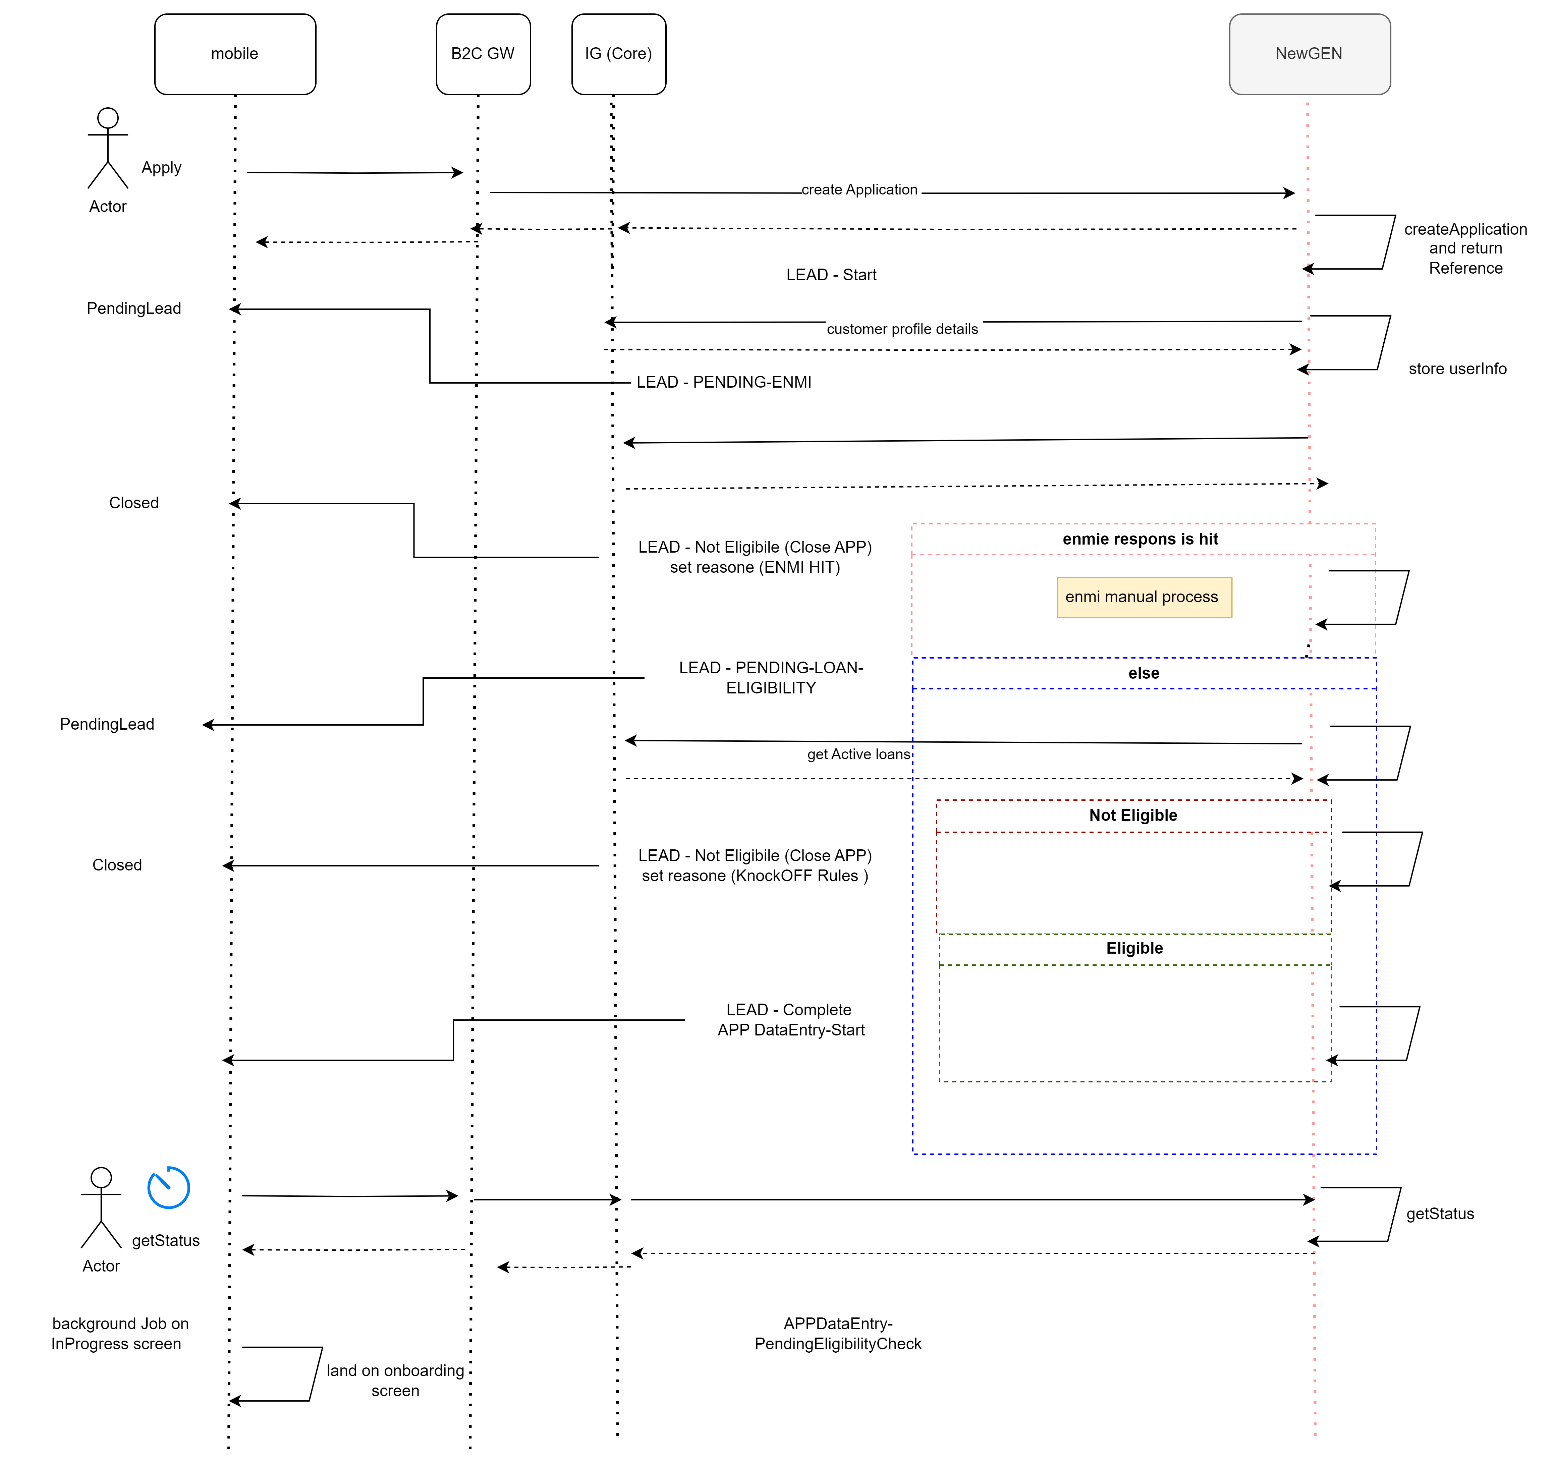 mobile
B2C GW
IG (Core)
NewGEN
Apply
Actor
create Application
createApplication
and return
Reference
LEAD - Start
PendingLead
customer profile details
store userInfo
LEAD - PENDING-ENMI
Closed
LEAD - Not Eligibile (Close APP)
set reasone (ENMI HIT)
enmie respons is hit
enmi manual process
LEAD - PENDING-LOAN-
ELIGIBILITY
else
PendingLead
get Active loans
Not Eligible
Closed
LEAD - Not Eligibile (Close APP)
set reasone (KnockOFF Rules )
Eligible
LEAD - Complete
APP DataEntry-Start
getStatus
Actor
getStatus
background Job on
InProgress screen
APPDataEntry-
PendingEligibilityCheck
land on onboarding
screen